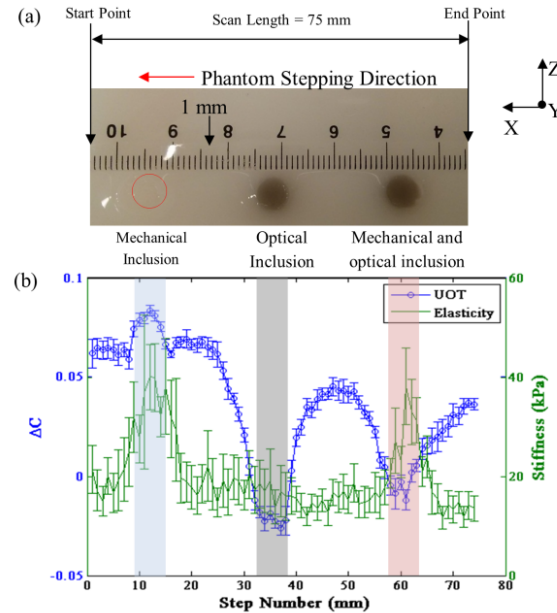 (a)
Start Point
Scan Length = 75 mm
End Point
Phantom Stepping Direction
1 mm
10 9 8 7 6 5 4
Z
X
Y
Mechanical
Inclusion
Optical
Inclusion
Mechanical and
optical inclusion
(b)
0.1
0.05
0
-0.05
ΔC
UOT
Elasticity
60
40
20
0
Stiffness (kPa)
0 10 20 30 40 50 60 70 80
Step Number (mm)